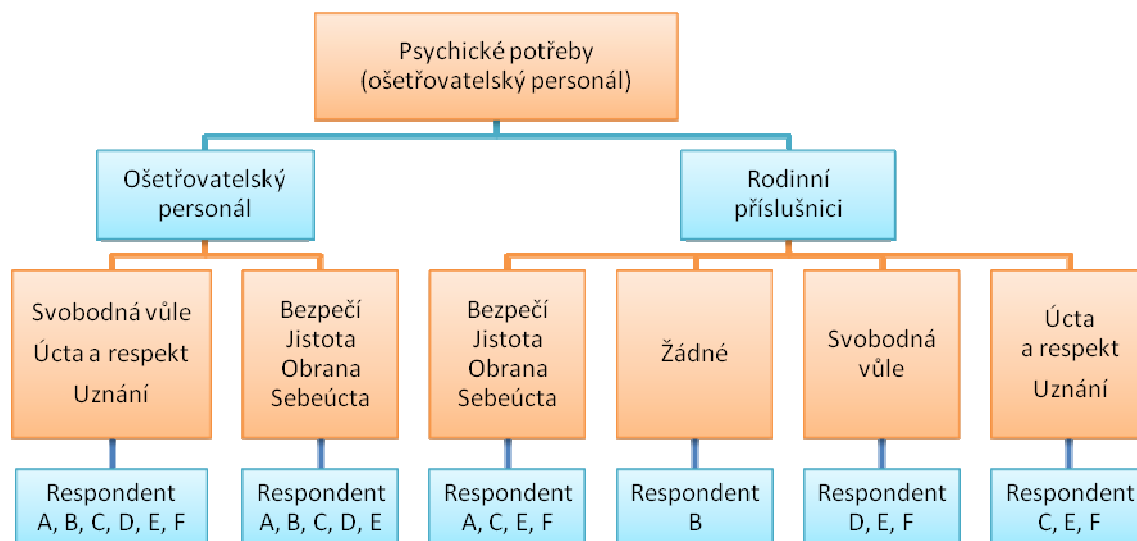 Psychické potřeby
(ošetřovatelský personál)
Ošetřovatelský
personál
Rodinní
příslušnici
Svobodná vůle
Úcta a respekt
Uznání
Bezpečí
Jistota
Obrana
Sebeúcta
Bezpečí
Jistota
Obrana
Sebeúcta
Žádné
Svobodná
vůle
Úcta
a respekt
Uznání
Respondent
A, B, C, D, E, F
Respondent
A, B, C, D, E
Respondent
A, C, E, F
Respondent
B
Respondent
D, E, F
Respondent
C, E, F